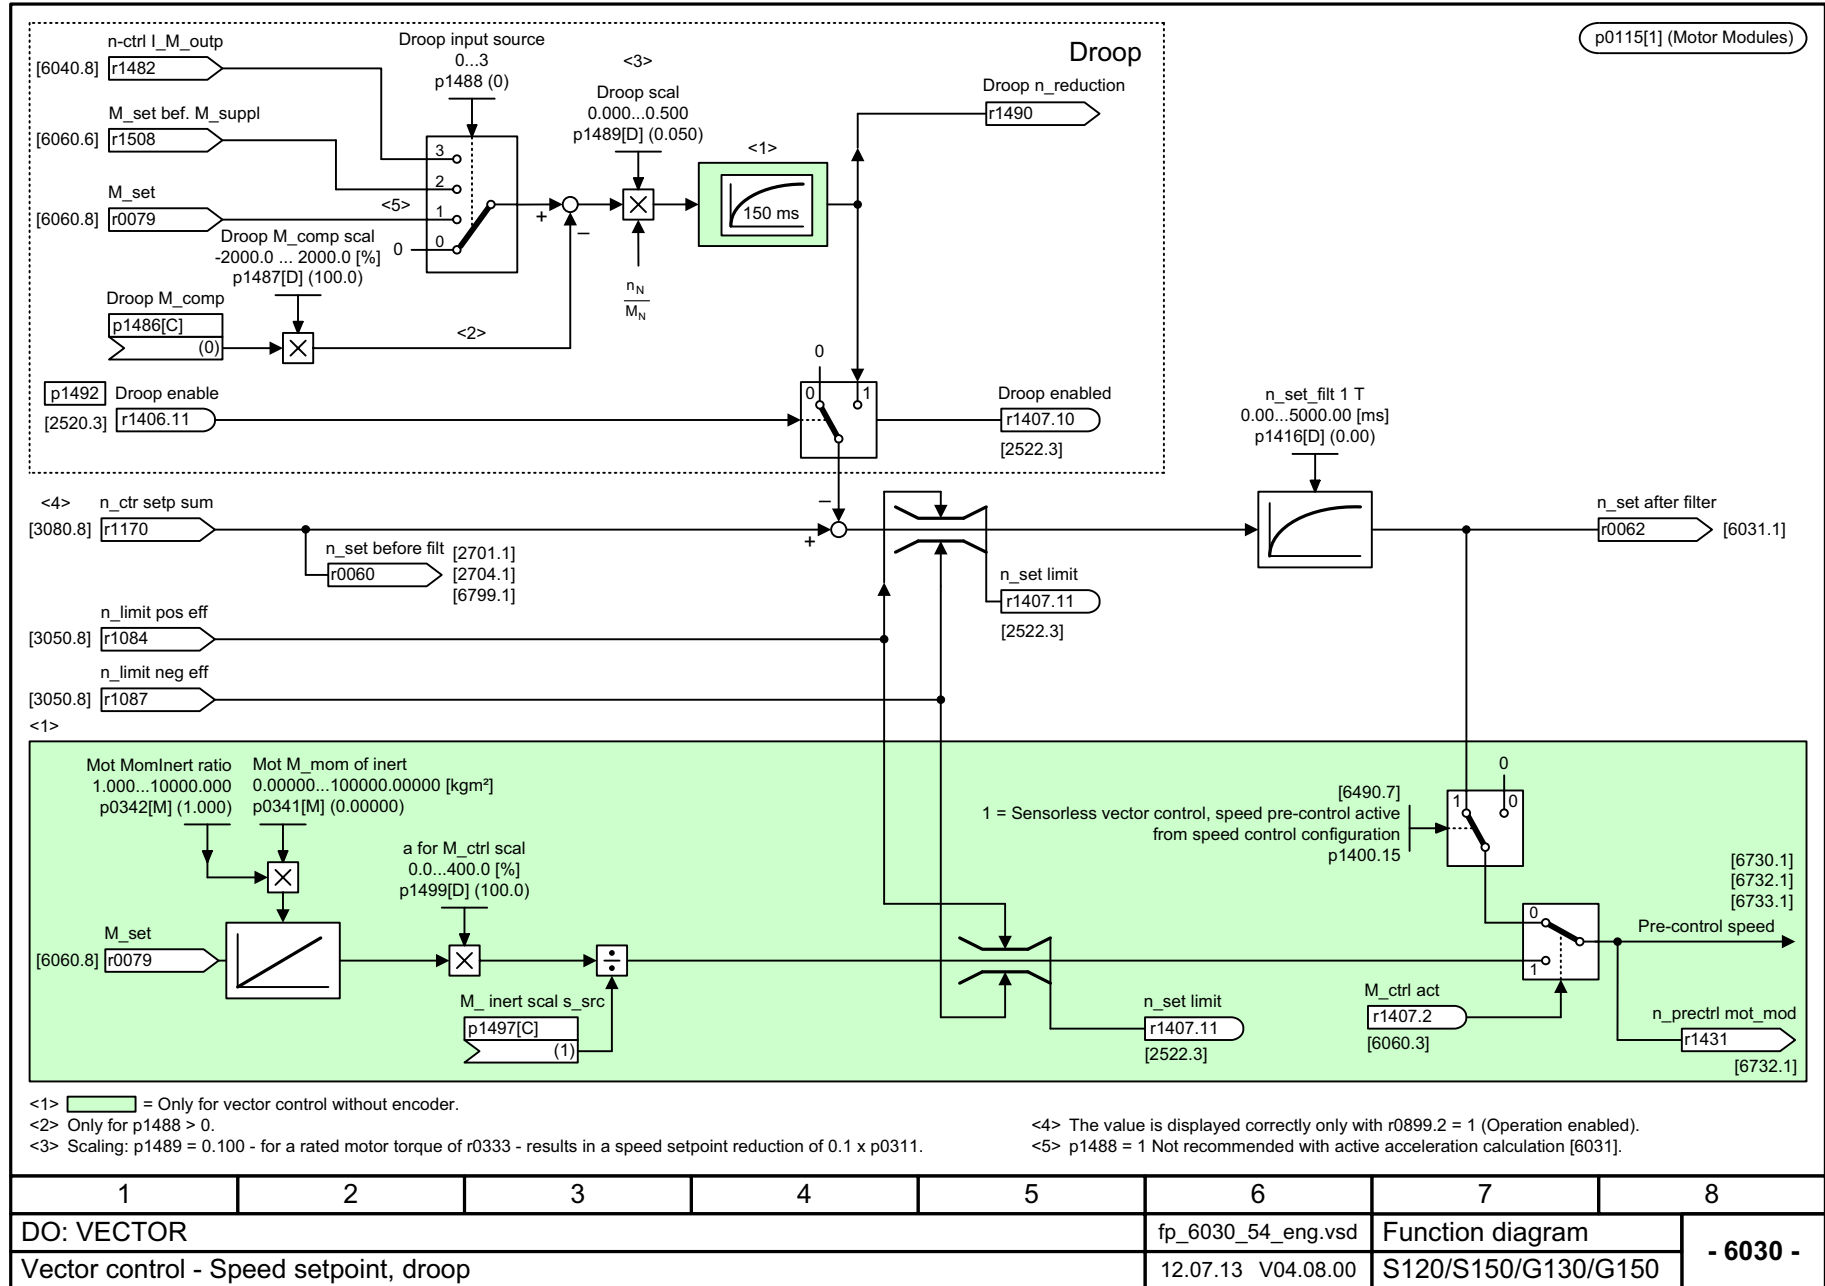 p0115[1] (Motor Modules)
Droop
n-ctrl I_M_outp
[6040.8] r1482
M_set bef. M_suppl
[6060.6] r1508
M_set
[6060.8] r0079
Droop input source
0...3
p1488 (0)
3
2
<5> 1
0 0
Droop M_comp scal
-2000.0 ... 2000.0 [%]
p1487[D] (100.0)
Droop M_comp
p1486[C]
(0)
×
<2>
+
–
<3>
Droop scal
0.000...0.500
p1489[D] (0.050)
×
n_N
M_N
<1>
150 ms
Droop n_reduction
r1490
p1492 Droop enable
[2520.3] r1406.11
0
0 1
Droop enabled
r1407.10
[2522.3]
n_set_filt 1 T
0.00...5000.00 [ms]
p1416[D] (0.00)
<4> n_ctr setp sum
[3080.8] r1170
n_set before filt
r0060
[2701.1]
[2704.1]
[6799.1]
–
+
n_set limit
r1407.11
[2522.3]
n_set after filter
r0062 [6031.1]
n_limit pos eff
[3050.8] r1084
n_limit neg eff
[3050.8] r1087
<1>
Mot MomInert ratio
1.000...10000.000
p0342[M] (1.000)
Mot M_mom of inert
0.00000...100000.00000 [kgm²]
p0341[M] (0.00000)
×
a for M_ctrl scal
0.0...400.0 [%]
p1499[D] (100.0)
M_set
[6060.8] r0079
×
÷
M_ inert scal s_src
p1497[C]
(1)
n_set limit
r1407.11
[2522.3]
[6490.7]
1 = Sensorless vector control, speed pre-control active
from speed control configuration
p1400.15
0
1 0
[6730.1]
[6732.1]
[6733.1]
0
1
Pre-control speed
M_ctrl act
r1407.2
[6060.3]
n_prectrl mot_mod
r1431
[6732.1]
<1> = Only for vector control without encoder.
<2> Only for p1488 > 0.
<3> Scaling: p1489 = 0.100 - for a rated motor torque of r0333 - results in a speed setpoint reduction of 0.1 x p0311.
<4> The value is displayed correctly only with r0899.2 = 1 (Operation enabled).
<5> p1488 = 1 Not recommended with active acceleration calculation [6031].
1 2 3 4 5 6 7 8
DO: VECTOR
fp_6030_54_eng.vsd
Function diagram
- 6030 -
Vector control - Speed setpoint, droop
12.07.13 V04.08.00
S120/S150/G130/G150